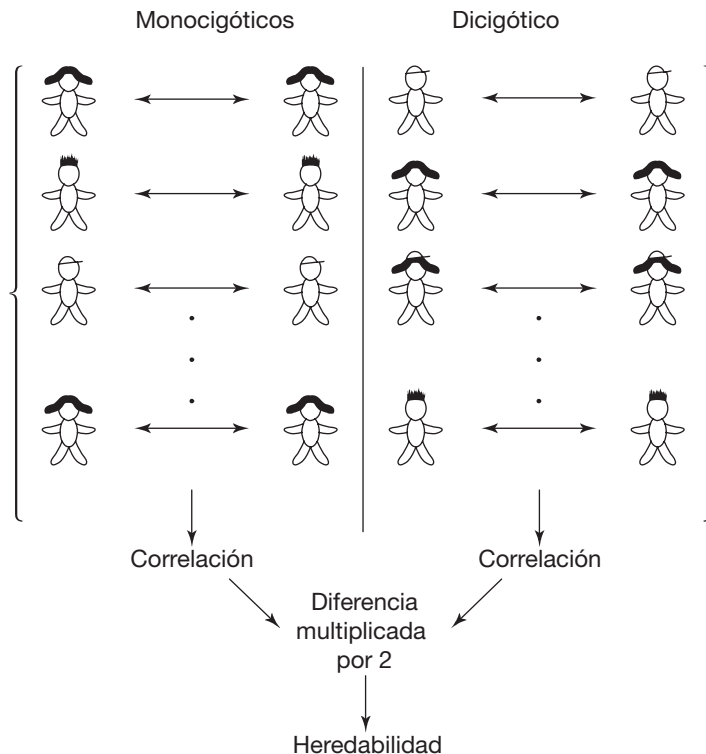 Monocigóticos
Dicigótico
Correlación
Correlación
Diferencia
multiplicada
por 2
Heredabilidad